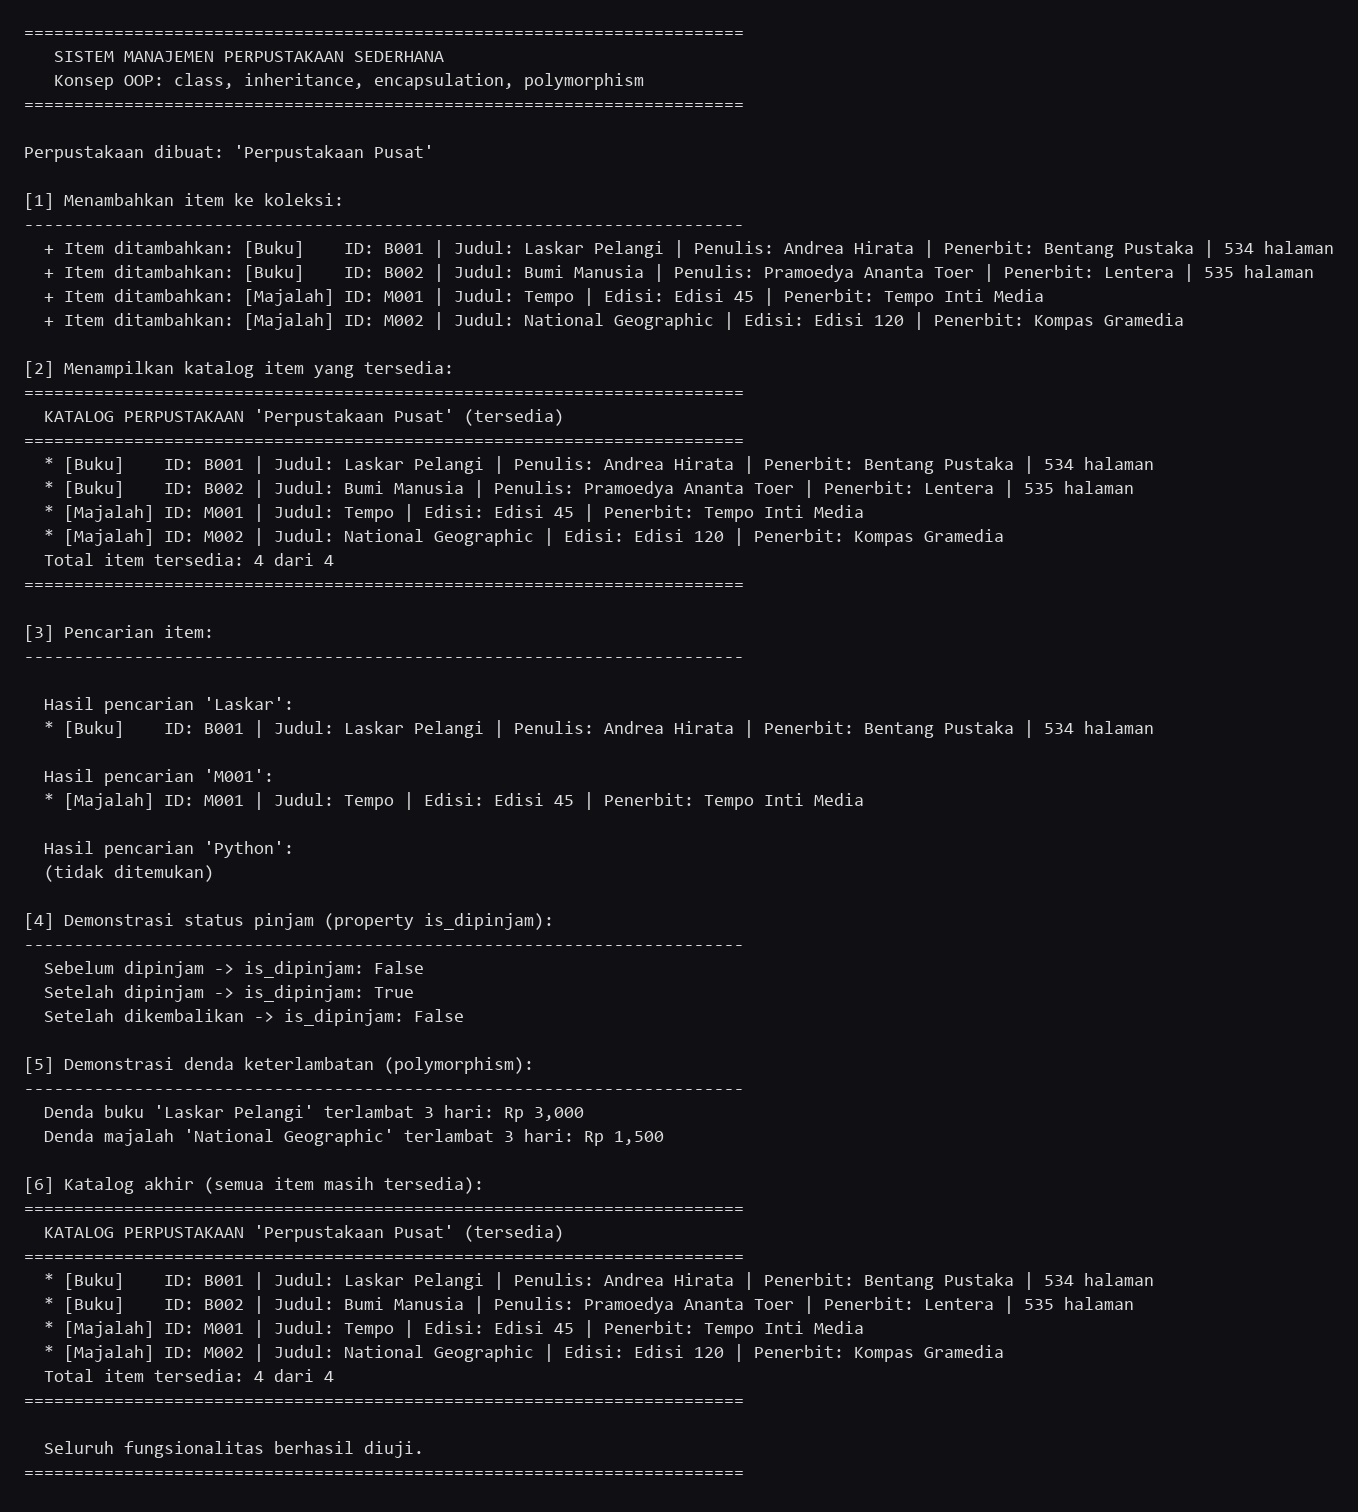 ========================================================================
   SISTEM MANAJEMEN PERPUSTAKAAN SEDERHANA
   Konsep OOP: class, inheritance, encapsulation, polymorphism
========================================================================

Perpustakaan dibuat: 'Perpustakaan Pusat'

[1] Menambahkan item ke koleksi:
------------------------------------------------------------------------
  + Item ditambahkan: [Buku]    ID: B001 | Judul: Laskar Pelangi | Penulis: Andrea Hirata | Penerbit: Bentang Pustaka | 534 halaman
  + Item ditambahkan: [Buku]    ID: B002 | Judul: Bumi Manusia | Penulis: Pramoedya Ananta Toer | Penerbit: Lentera | 535 halaman
  + Item ditambahkan: [Majalah] ID: M001 | Judul: Tempo | Edisi: Edisi 45 | Penerbit: Tempo Inti Media
  + Item ditambahkan: [Majalah] ID: M002 | Judul: National Geographic | Edisi: Edisi 120 | Penerbit: Kompas Gramedia

[2] Menampilkan katalog item yang tersedia:
========================================================================
  KATALOG PERPUSTAKAAN 'Perpustakaan Pusat' (tersedia)
========================================================================
  * [Buku]    ID: B001 | Judul: Laskar Pelangi | Penulis: Andrea Hirata | Penerbit: Bentang Pustaka | 534 halaman
  * [Buku]    ID: B002 | Judul: Bumi Manusia | Penulis: Pramoedya Ananta Toer | Penerbit: Lentera | 535 halaman
  * [Majalah] ID: M001 | Judul: Tempo | Edisi: Edisi 45 | Penerbit: Tempo Inti Media
  * [Majalah] ID: M002 | Judul: National Geographic | Edisi: Edisi 120 | Penerbit: Kompas Gramedia
  Total item tersedia: 4 dari 4
========================================================================

[3] Pencarian item:
------------------------------------------------------------------------

  Hasil pencarian 'Laskar':
  * [Buku]    ID: B001 | Judul: Laskar Pelangi | Penulis: Andrea Hirata | Penerbit: Bentang Pustaka | 534 halaman

  Hasil pencarian 'M001':
  * [Majalah] ID: M001 | Judul: Tempo | Edisi: Edisi 45 | Penerbit: Tempo Inti Media

  Hasil pencarian 'Python':
  (tidak ditemukan)

[4] Demonstrasi status pinjam (property is_dipinjam):
------------------------------------------------------------------------
  Sebelum dipinjam -> is_dipinjam: False
  Setelah dipinjam -> is_dipinjam: True
  Setelah dikembalikan -> is_dipinjam: False

[5] Demonstrasi denda keterlambatan (polymorphism):
------------------------------------------------------------------------
  Denda buku 'Laskar Pelangi' terlambat 3 hari: Rp 3,000
  Denda majalah 'National Geographic' terlambat 3 hari: Rp 1,500

[6] Katalog akhir (semua item masih tersedia):
========================================================================
  KATALOG PERPUSTAKAAN 'Perpustakaan Pusat' (tersedia)
========================================================================
  * [Buku]    ID: B001 | Judul: Laskar Pelangi | Penulis: Andrea Hirata | Penerbit: Bentang Pustaka | 534 halaman
  * [Buku]    ID: B002 | Judul: Bumi Manusia | Penulis: Pramoedya Ananta Toer | Penerbit: Lentera | 535 halaman
  * [Majalah] ID: M001 | Judul: Tempo | Edisi: Edisi 45 | Penerbit: Tempo Inti Media
  * [Majalah] ID: M002 | Judul: National Geographic | Edisi: Edisi 120 | Penerbit: Kompas Gramedia
  Total item tersedia: 4 dari 4
========================================================================

  Seluruh fungsionalitas berhasil diuji.
========================================================================